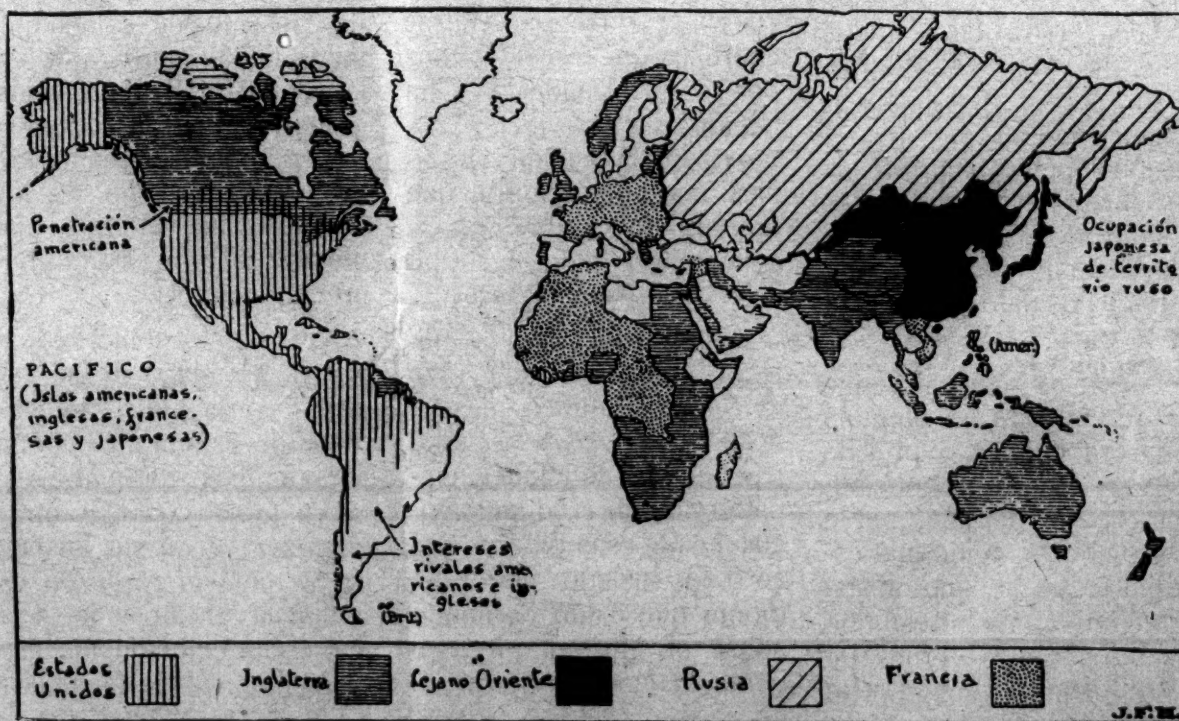 Penetración
americana
PACIFICO
(Islas americanas,
inglesas, france-
sas y japonesas)
Ocupación
japonesa
de territo
rio ruso
(Amer.)
Intereses
rivales ame
ricanos e in-
gleses
(Brit.)
Estados
Unidos
Inglaterra
Lejano Oriente
Rusia
Francia
J.F.H.